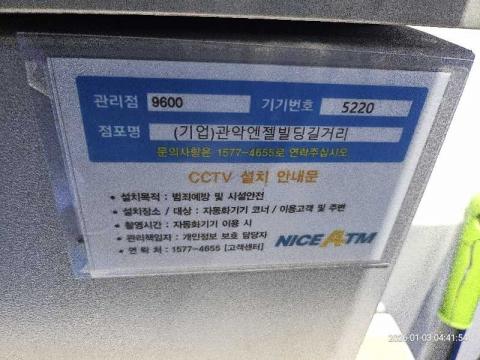 관리점 9600 기기번호 5220
점포명 (기업)관악엔젤빌딩길거리
문의사항은 1577-4655로 연락주십시오
CCTV 설치 안내문
• 설치목적 : 범죄예방 및 시설안전
• 설치장소 / 대상 : 자동화기기 코너 / 이용고객 및 주변
• 촬영시간 : 자동화기기 이용 시
• 관리책임자 : 개인정보 보호 담당자
• 연 락 처 : 1577-4655 [고객센터]
NICE ATM
2026-01-03 04:41:54